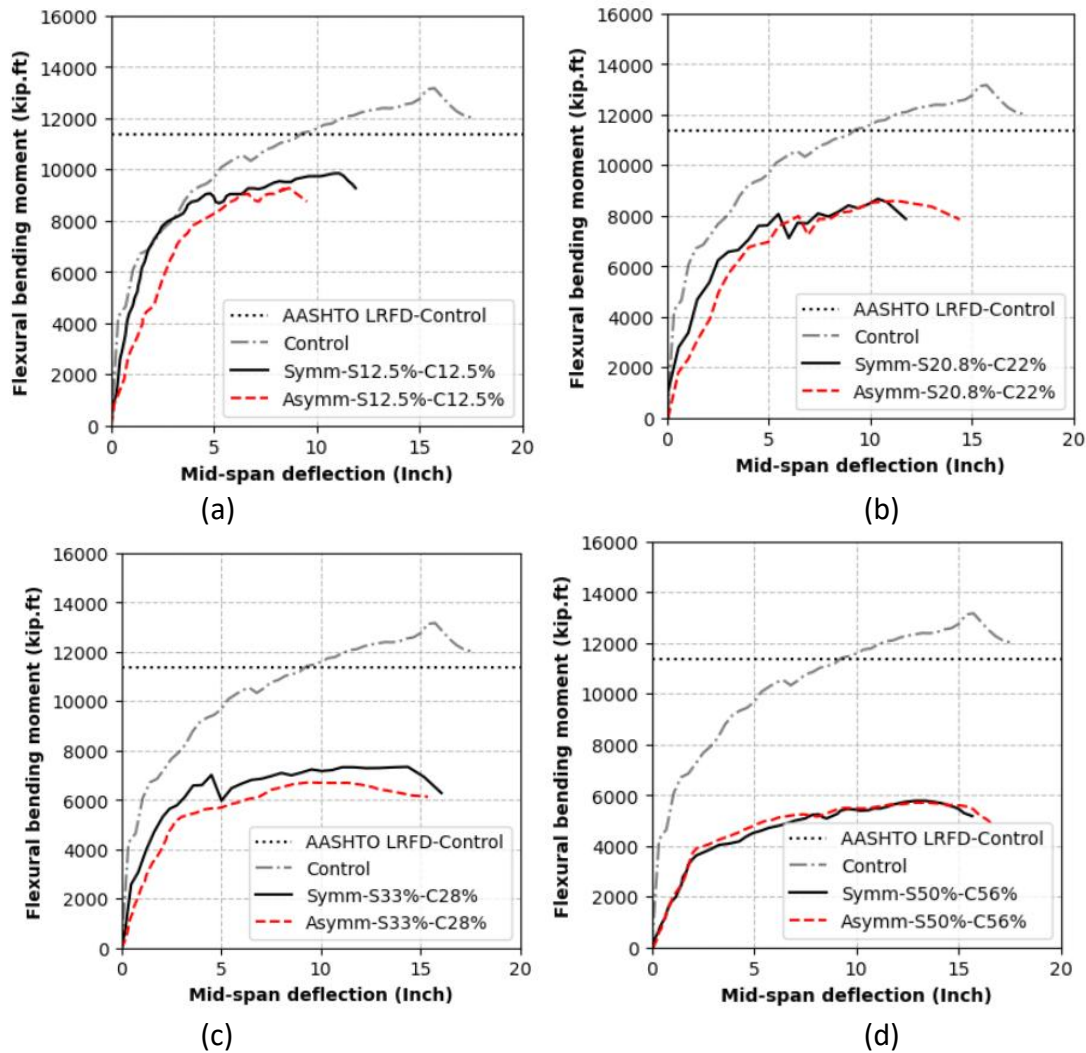 16000
14000
12000
10000
8000
6000
4000
2000
0
Flexural bending moment (kip.ft)
AASHTO LRFD-Control
Control
Symm-S12.5%-C12.5%
Asymm-S12.5%-C12.5%
0 5 10 15 20
Mid-span deflection (Inch)
(a)
16000
14000
12000
10000
8000
6000
4000
2000
0
Flexural bending moment (kip.ft)
AASHTO LRFD-Control
Control
Symm-S20.8%-C22%
Asymm-S20.8%-C22%
0 5 10 15 20
Mid-span deflection (Inch)
(b)
16000
14000
12000
10000
8000
6000
4000
2000
0
Flexural bending moment (kip.ft)
AASHTO LRFD-Control
Control
Symm-S33%-C28%
Asymm-S33%-C28%
0 5 10 15 20
Mid-span deflection (Inch)
(c)
16000
14000
12000
10000
8000
6000
4000
2000
0
Flexural bending moment (kip.ft)
AASHTO LRFD-Control
Control
Symm-S50%-C56%
Asymm-S50%-C56%
0 5 10 15 20
Mid-span deflection (Inch)
(d)